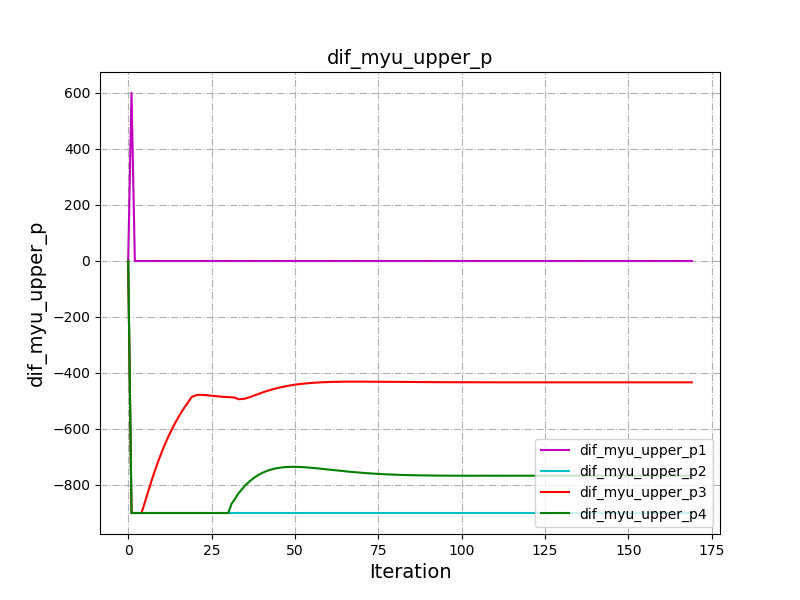 dif_myu_upper_p
dif_myu_upper_p
600
400
200
0
−200
−400
−600
−800
0
25
50
75
100
125
150
175
Iteration
dif_myu_upper_p1
dif_myu_upper_p2
dif_myu_upper_p3
dif_myu_upper_p4